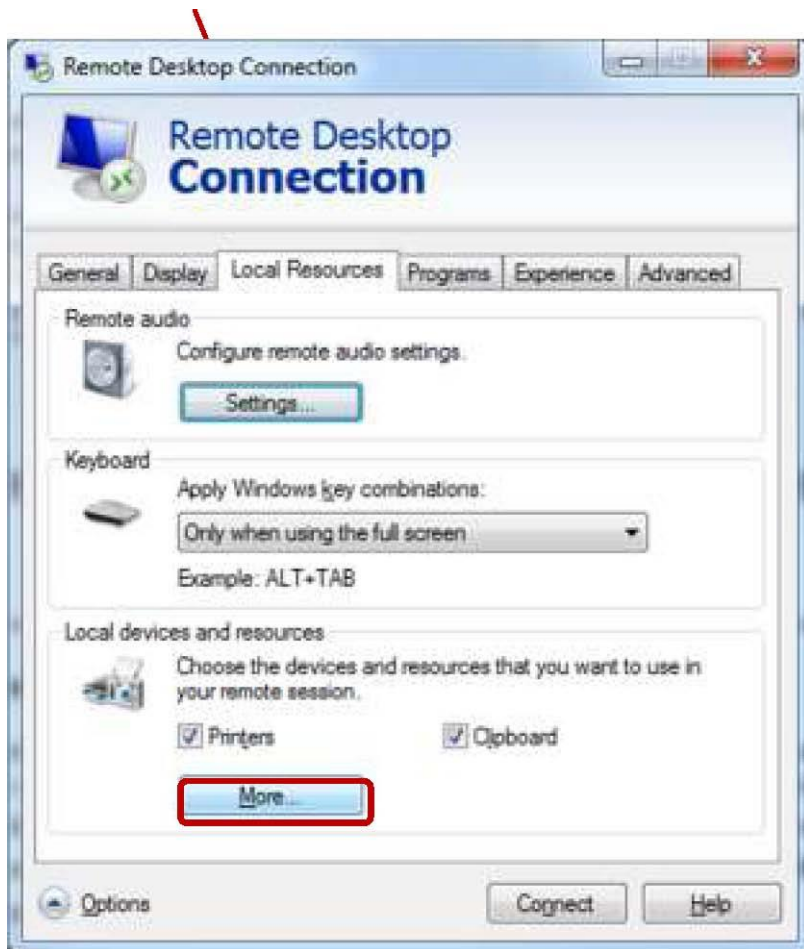 Remote Desktop Connection
Remote Desktop
Connection
General Display Local Resources Programs Experience Advanced
Remote audio
Configure remote audio settings.
Settings...
Keyboard
Apply Windows key combinations:
Only when using the full screen
Example: ALT+TAB
Local devices and resources
Choose the devices and resources that you want to use in
your remote session.
Printers Clipboard
More...
Options Connect Help